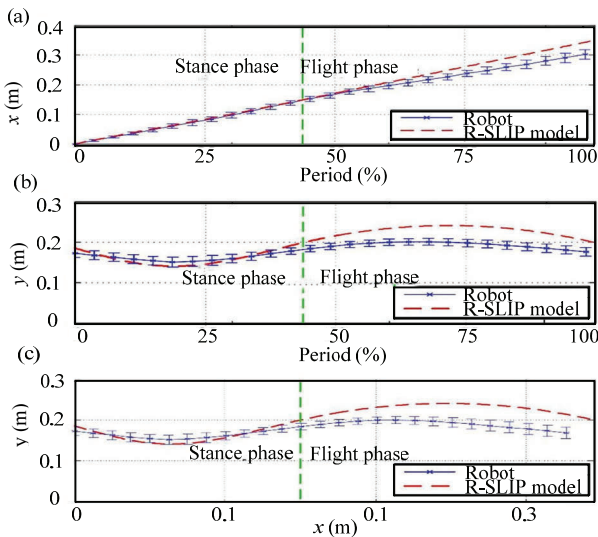 (a)
0.4
0.3
0.2
0.1
0
x (m)
Stance phase
Flight phase
Robot
R-SLIP model
0 25 50 75 100
Period (%)
(b)
0.3
0.2
0.1
0
y (m)
Stance phase
Flight phase
Robot
R-SLIP model
0 25 50 75 100
Period (%)
(c)
0.3
0.2
0.1
0
y (m)
Stance phase
Flight phase
Robot
R-SLIP model
0 0.1 0.1 0.3
x (m)